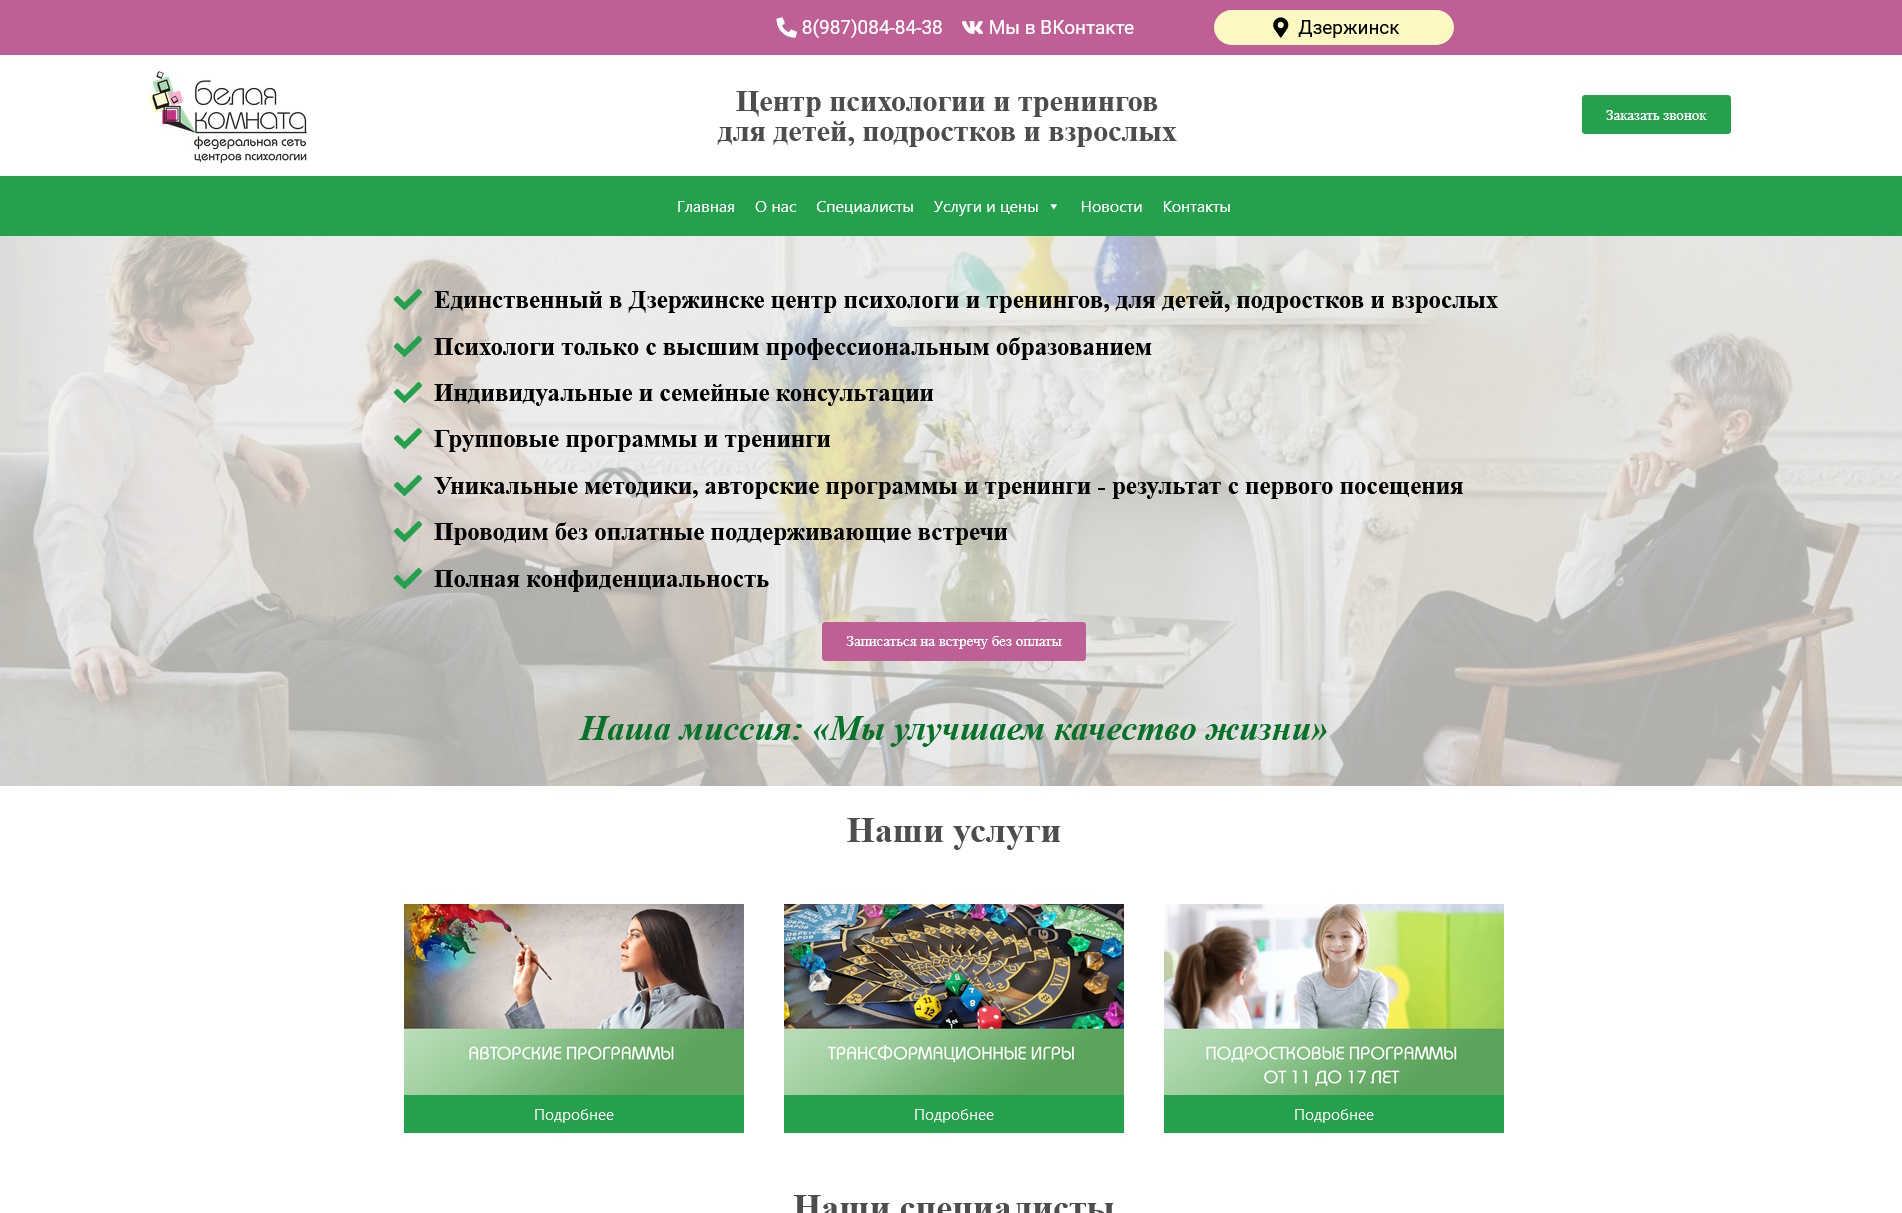 8(987)084-84-38 Мы в ВКонтакте Дзержинск
белая
комната
федеральная сеть
центров психологии
Центр психологии и тренингов
для детей, подростков и взрослых
Заказать звонок
Главная О нас Специалисты Услуги и цены Новости Контакты
Единственный в Дзержинске центр психологи и тренингов, для детей, подростков и взрослых
Психологи только с высшим профессиональным образованием
Индивидуальные и семейные консультации
Групповые программы и тренинги
Уникальные методики, авторские программы и тренинги - результат с первого посещения
Проводим без оплатные поддерживающие встречи
Полная конфиденциальность
Записаться на встречу без оплаты
Наша миссия: «Мы улучшаем качество жизни»
Наши услуги
АВТОРСКИЕ ПРОГРАММЫ
Подробнее
ТРАНСФОРМАЦИОННЫЕ ИГРЫ
Подробнее
ПОДРОСТКОВЫЕ ПРОГРАММЫ
ОТ 11 ДО 17 ЛЕТ
Подробнее
Наши специалисты